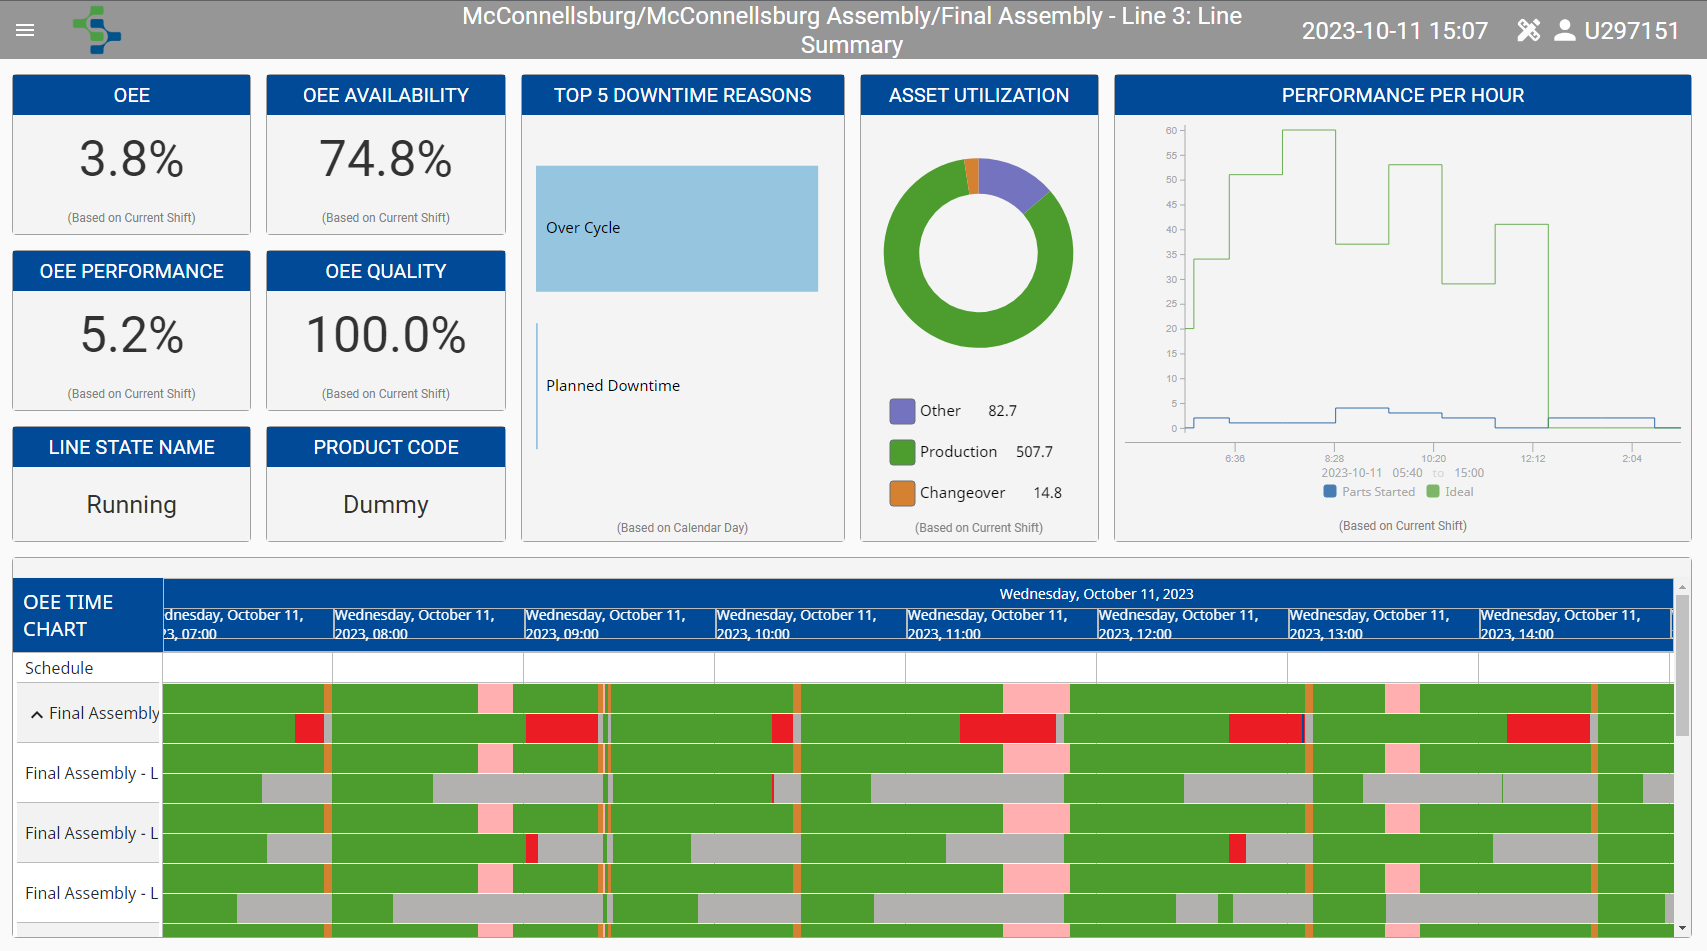 McConnellsburg/McConnellsburg Assembly/Final Assembly - Line 3: Line
Summary
2023-10-11 15:07
U297151
OEE
3.8%
(Based on Current Shift)
OEE AVAILABILITY
74.8%
(Based on Current Shift)
OEE PERFORMANCE
5.2%
(Based on Current Shift)
OEE QUALITY
100.0%
(Based on Current Shift)
LINE STATE NAME
Running
PRODUCT CODE
Dummy
TOP 5 DOWNTIME REASONS
Over Cycle
Planned Downtime
(Based on Calendar Day)
ASSET UTILIZATION
Other 82.7
Production 507.7
Changeover 14.8
(Based on Current Shift)
PERFORMANCE PER HOUR
60
55
50
45
40
35
30
25
20
15
10
5
0
6:36 8:28 10:20 12:12 2:04
2023-10-11 05:40 to 15:00
Parts Started Ideal
(Based on Current Shift)
OEE TIME
CHART
Wednesday, October 11, 2023
dnesday, October 11,
23, 07:00
Wednesday, October 11,
2023, 08:00
Wednesday, October 11,
2023, 09:00
Wednesday, October 11,
2023, 10:00
Wednesday, October 11,
2023, 11:00
Wednesday, October 11,
2023, 12:00
Wednesday, October 11,
2023, 13:00
Wednesday, October 11,
2023, 14:00
Schedule
Final Assembly
Final Assembly - L
Final Assembly - L
Final Assembly - L